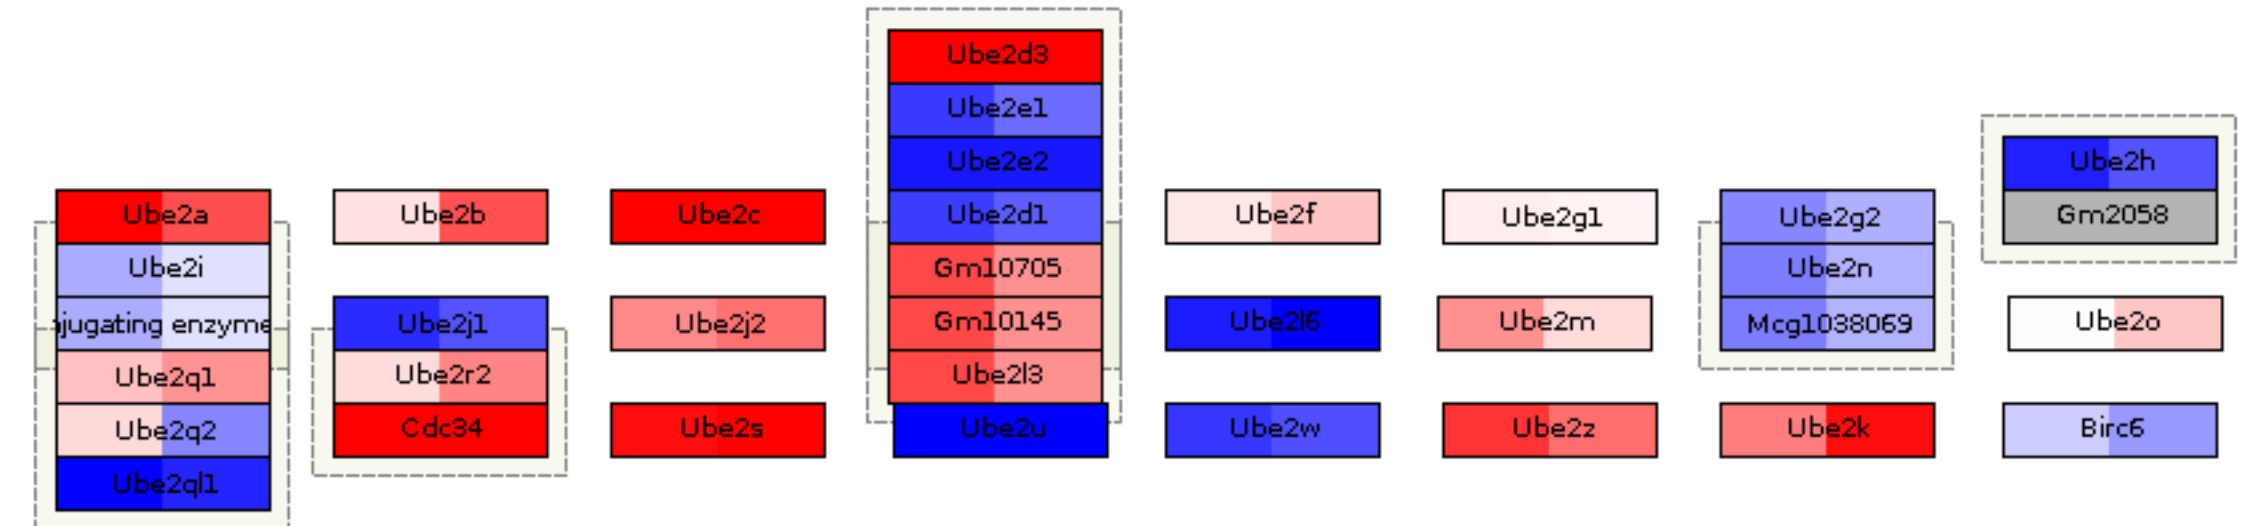 Ube2a
Ube2i
jugating enzyme
Ube2q1
Ube2q2
Ube2ql1
Ube2b
Ube2j1
Ube2r2
Cdc34
Ube2c
Ube2j2
Ube2s
Ube2d3
Ube2e1
Ube2e2
Ube2d1
Gm10705
Gm10145
Ube2l3
Ube2u
Ube2f
Ube2l6
Ube2w
Ube2g1
Ube2m
Ube2z
Ube2g2
Ube2n
Mcg1038069
Ube2k
Ube2h
Gm2058
Ube2o
Birc6